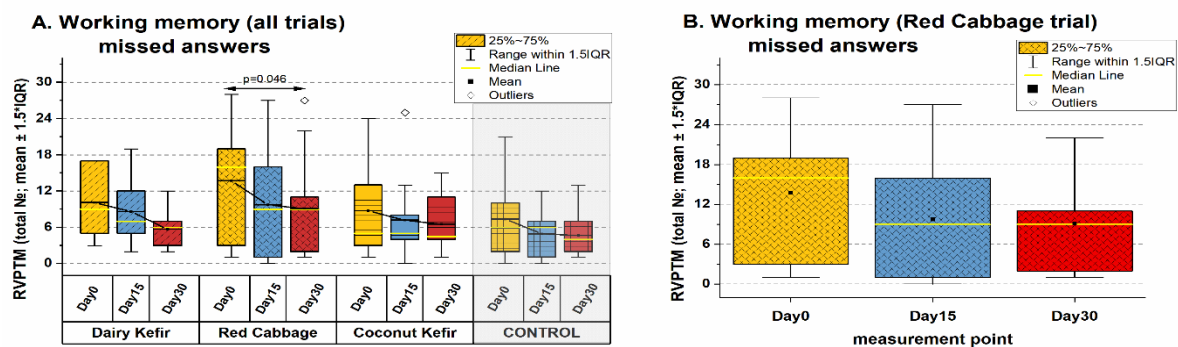 A. Working memory (all trials)
missed answers
25%~75%
Range within 1.5IQR
Median Line
Mean
Outliers
p=0.046
RVPTM (total №; mean ± 1.5*IQR)
30
24
18
12
6
0
Day0 Day15 Day30 Day0 Day15 Day30 Day0 Day15 Day30 Day0 Day15 Day30
Dairy Kefir Red Cabbage Coconut Kefir CONTROL
B. Working memory (Red Cabbage trial)
missed answers
25%~75%
Range within 1.5IQR
Median Line
Mean
Outliers
RVPTM (total №; mean ± 1.5*IQR)
30
24
18
12
6
0
Day0 Day15 Day30
measurement point